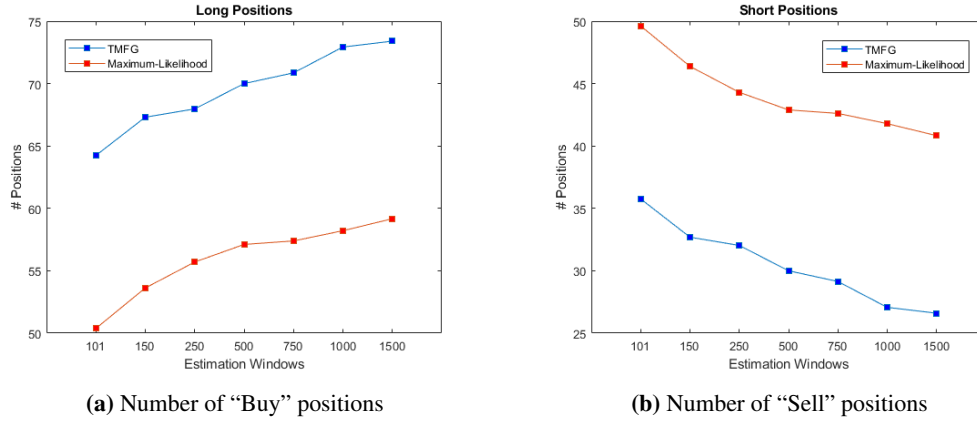 Long Positions
75
70
65
60
55
50
# Positions
TMFG
Maximum-Likelihood
101 150 250 500 750 1000 1500
Estimation Windows
(a) Number of “Buy” positions
Short Positions
50
45
40
35
30
25
# Positions
TMFG
Maximum-Likelihood
101 150 250 500 750 1000 1500
Estimation Windows
(b) Number of “Sell” positions